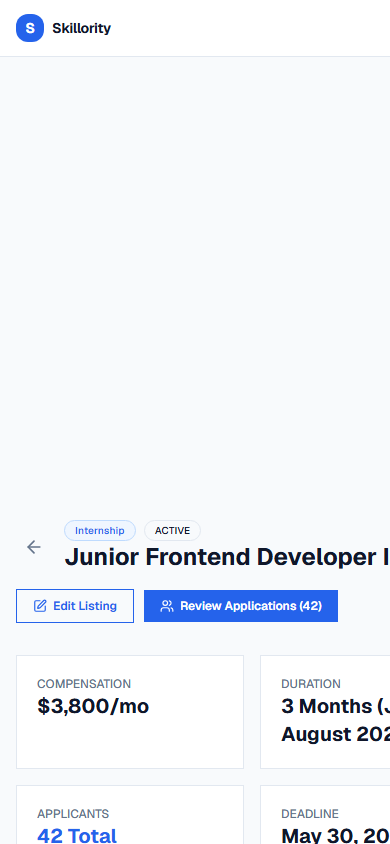 S Skillority
Internship ACTIVE
Junior Frontend Developer
Edit Listing Review Applications (42)
COMPENSATION
$3,800/mo
DURATION
3 Months
August
APPLICANTS
42 Total
DEADLINE
May 30,